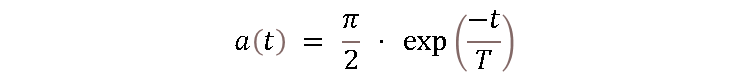 a(t) = π/2 · exp(−t/T)